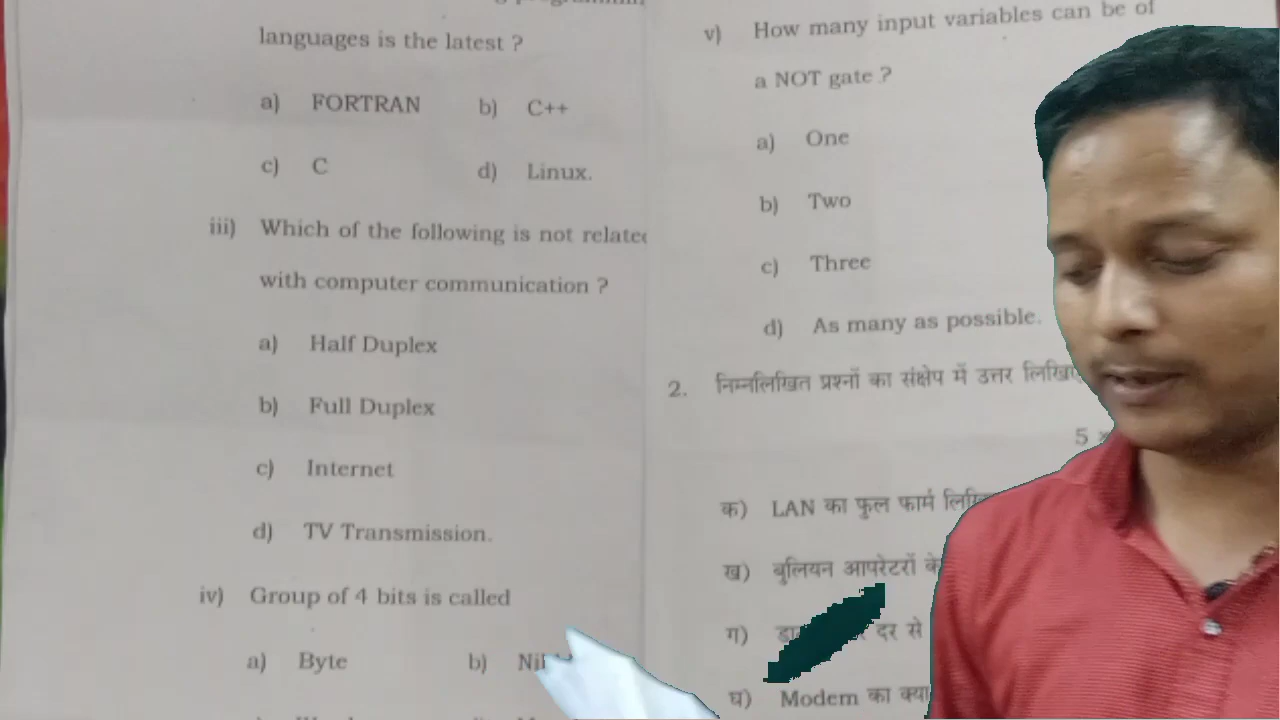 languages is the latest ?
a) FORTRAN b) C++
c) C d) Linux.
iii) Which of the following is not
with computer communication ?
a) Half Duplex
b) Full Duplex
c) Internet
d) TV Transmission.
iv) Group of 4 bits is called
a) Byte b)
v) How many input variables can be of
a NOT gate ?
a) One
b) Two
c) Three
d) As many as possible.
2. निम्नलिखित प्रश्नों का संक्षेप में उत्तर
5
क) LAN का फुल फार्म
ख) बुलियन आपरेटरों
ग) दर से
घ) Modem का क्या